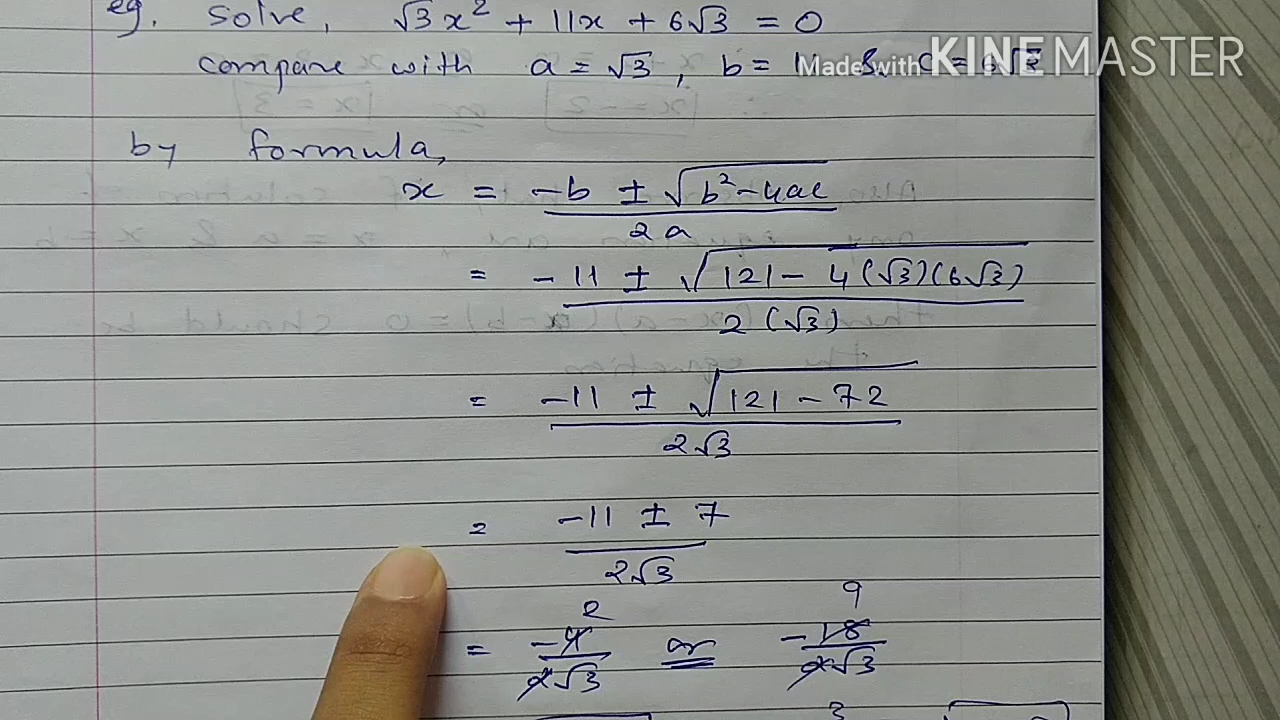 eg. solve, √3x² + 11x + 6√3 = 0
compare with a = √3, b = 11 & c = 6√3
Made with KINEMASTER
by formula,
x = -b ± √b²-4ac
2a
= -11 ± √121 - 4(√3)(6√3)
2(√3)
= -11 ± √121 - 72
2√3
= -11 ± 7
2√3
2 9
= -4 or -18
2√3 2√3
3